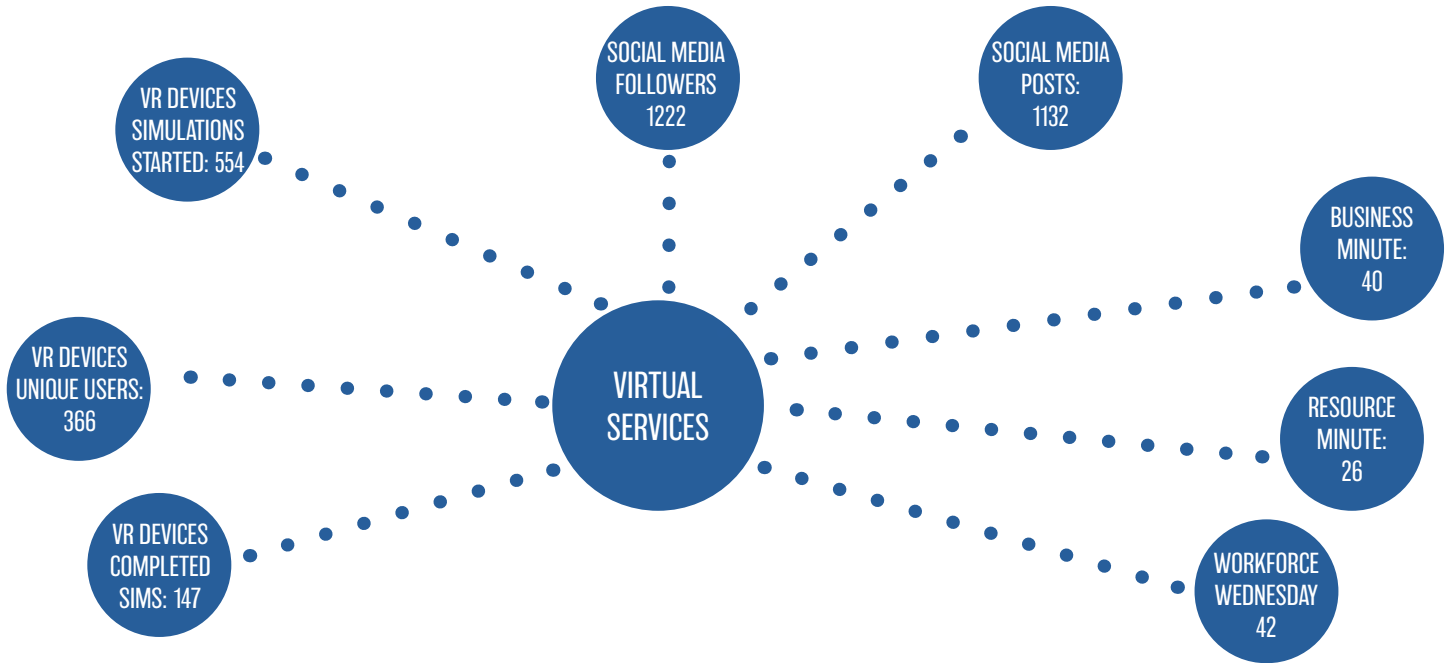 SOCIAL MEDIA
FOLLOWERS
1222
SOCIAL MEDIA
POSTS:
1132
VR DEVICES
SIMULATIONS
STARTED: 554
BUSINESS
MINUTE:
40
VR DEVICES
UNIQUE USERS:
366
VIRTUAL
SERVICES
RESOURCE
MINUTE:
26
VR DEVICES
COMPLETED
SIMS: 147
WORKFORCE
WEDNESDAY
42